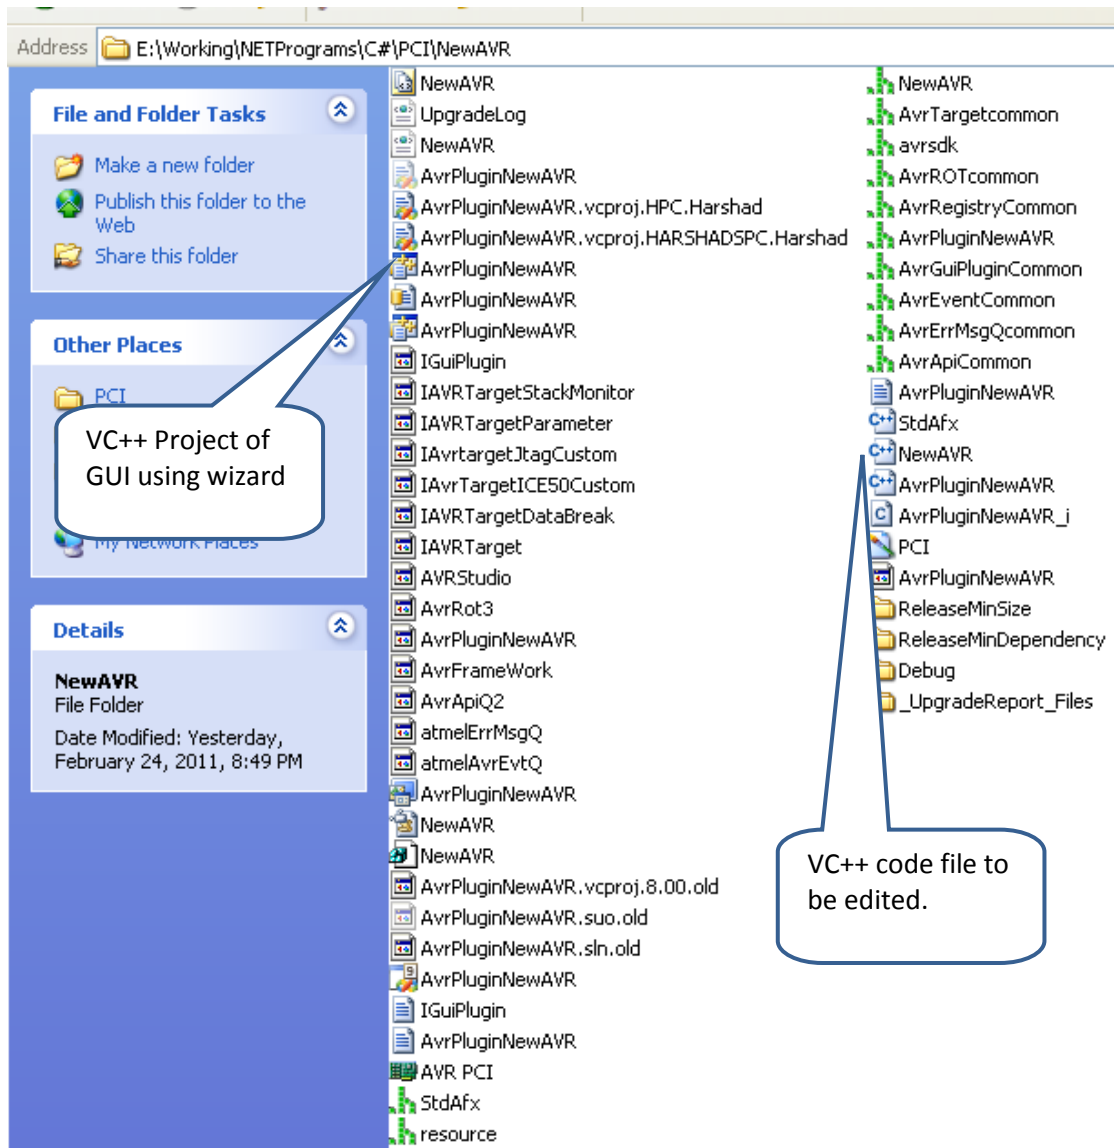 Address E:\Working\NETPrograms\C#\PCI\NewAVR
File and Folder Tasks
Make a new folder
Publish this folder to the
Web
Share this folder
Other Places
PCI
My Network Places
Details
NewAVR
File Folder
Date Modified: Yesterday,
February 24, 2011, 8:49 PM
VC++ Project of
GUI using wizard
NewAVR
UpgradeLog
NewAVR
AvrPluginNewAVR
AvrPluginNewAVR.vcproj.HPC.Harshad
AvrPluginNewAVR.vcproj.HARSHADSPC.Harshad
AvrPluginNewAVR
AvrPluginNewAVR
AvrPluginNewAVR
IGuiPlugin
IAVRTargetStackMonitor
IAVRTargetParameter
IAvrtargetJtagCustom
IAvrTargetICE50Custom
IAVRTargetDataBreak
IAVRTarget
AVRStudio
AvrRot3
AvrPluginNewAVR
AvrFrameWork
AvrApiQ2
atmelErrMsgQ
atmelAvrEvtQ
AvrPluginNewAVR
NewAVR
NewAVR
AvrPluginNewAVR.vcproj.8.00.old
AvrPluginNewAVR.suo.old
AvrPluginNewAVR.sln.old
AvrPluginNewAVR
IGuiPlugin
AvrPluginNewAVR
AVR PCI
StdAfx
resource
NewAVR
AvrTargetcommon
avrsdk
AvrROTcommon
AvrRegistryCommon
AvrPluginNewAVR
AvrGuiPluginCommon
AvrEventCommon
AvrErrMsgQcommon
AvrApiCommon
AvrPluginNewAVR
StdAfx
NewAVR
AvrPluginNewAVR
AvrPluginNewAVR_i
PCI
AvrPluginNewAVR
ReleaseMinSize
ReleaseMinDependency
Debug
_UpgradeReport_Files
VC++ code file to
be edited.